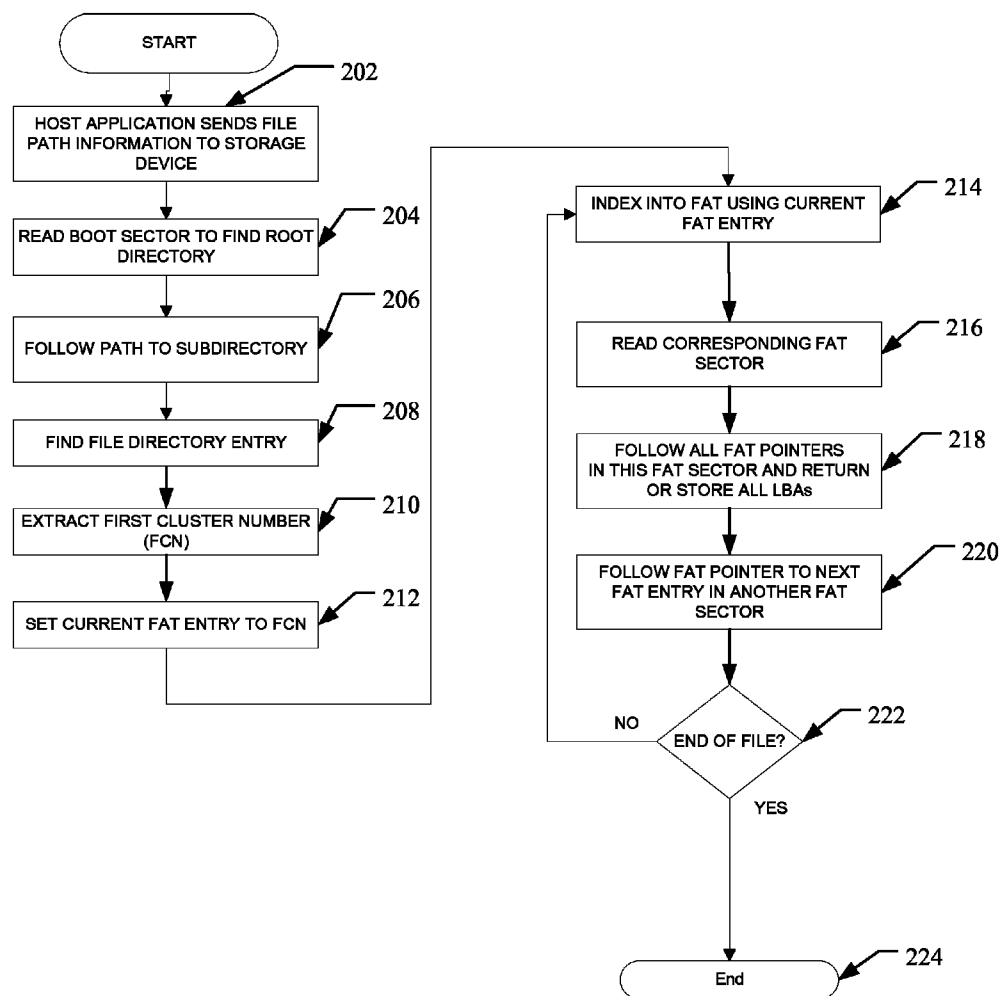 START
202
HOST APPLICATION SENDS FILE
PATH INFORMATION TO STORAGE
DEVICE
204
READ BOOT SECTOR TO FIND ROOT
DIRECTORY
206
FOLLOW PATH TO SUBDIRECTORY
208
FIND FILE DIRECTORY ENTRY
210
EXTRACT FIRST CLUSTER NUMBER
(FCN)
212
SET CURRENT FAT ENTRY TO FCN
214
INDEX INTO FAT USING CURRENT
FAT ENTRY
216
READ CORRESPONDING FAT
SECTOR
218
FOLLOW ALL FAT POINTERS
IN THIS FAT SECTOR AND RETURN
OR STORE ALL LBAs
220
FOLLOW FAT POINTER TO NEXT
FAT ENTRY IN ANOTHER FAT
SECTOR
222
NO
END OF FILE?
YES
224
End